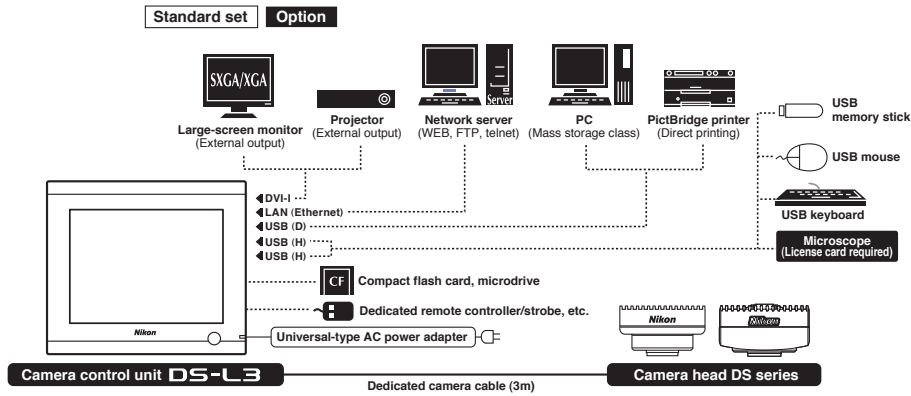 Standard set Option
SXGA/XGA
Server
Large-screen monitor
(External output)
Projector
(External output)
Network server
(WEB, FTP, telnet)
PC
(Mass storage class)
PictBridge printer
(Direct printing)
USB
memory stick
USB mouse
USB keyboard
Microscope
(License card required)
DVI-I
LAN (Ethernet)
USB (D)
USB (H)
USB (H)
CF Compact flash card, microdrive
Dedicated remote controller/strobe, etc.
Nikon
Universal-type AC power adapter
Nikon
Nikon
Camera control unit DS-L3
Dedicated camera cable (3m)
Camera head DS series